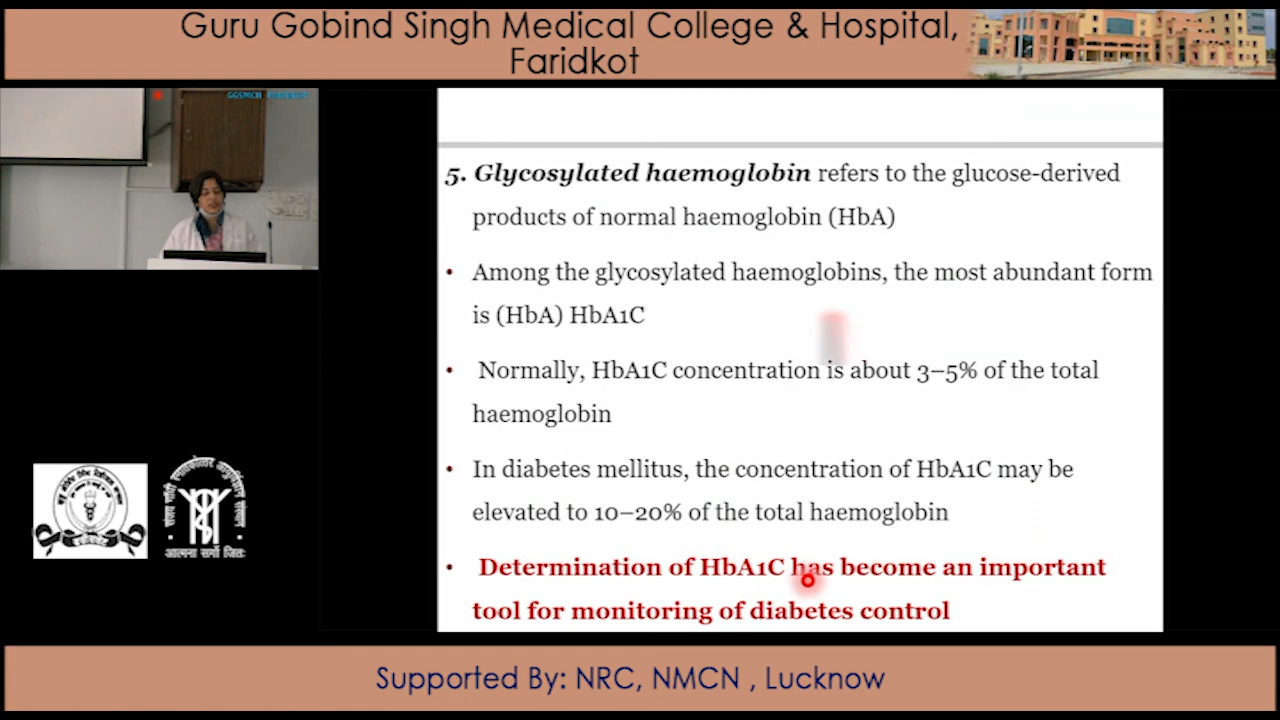 Guru Gobind Singh Medical College & Hospital,
Faridkot
5. Glycosylated haemoglobin refers to the glucose-derived
products of normal haemoglobin (HbA)
• Among the glycosylated haemoglobins, the most abundant form
is (HbA) HbA1C
• Normally, HbA1C concentration is about 3–5% of the total
haemoglobin
• In diabetes mellitus, the concentration of HbA1C may be
elevated to 10–20% of the total haemoglobin
• Determination of HbA1C has become an important
tool for monitoring of diabetes control
आत्मना सर्गो जितः
Supported By: NRC, NMCN , Lucknow